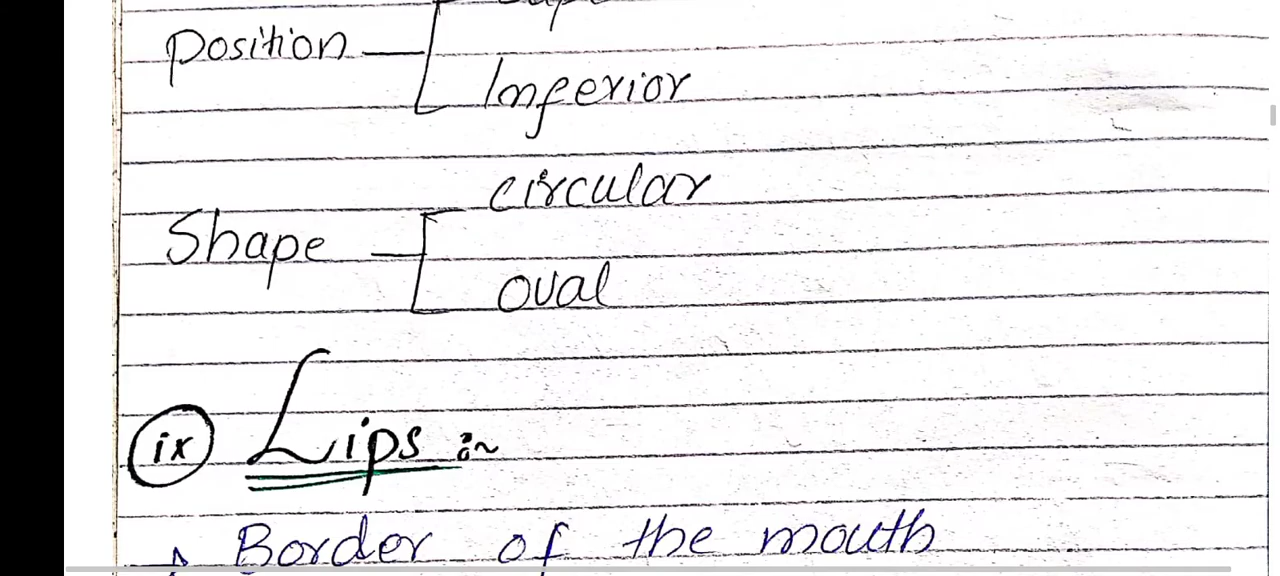 Position
Inferior
circular
Shape
oval
ix Lips :~
Border of the mouth